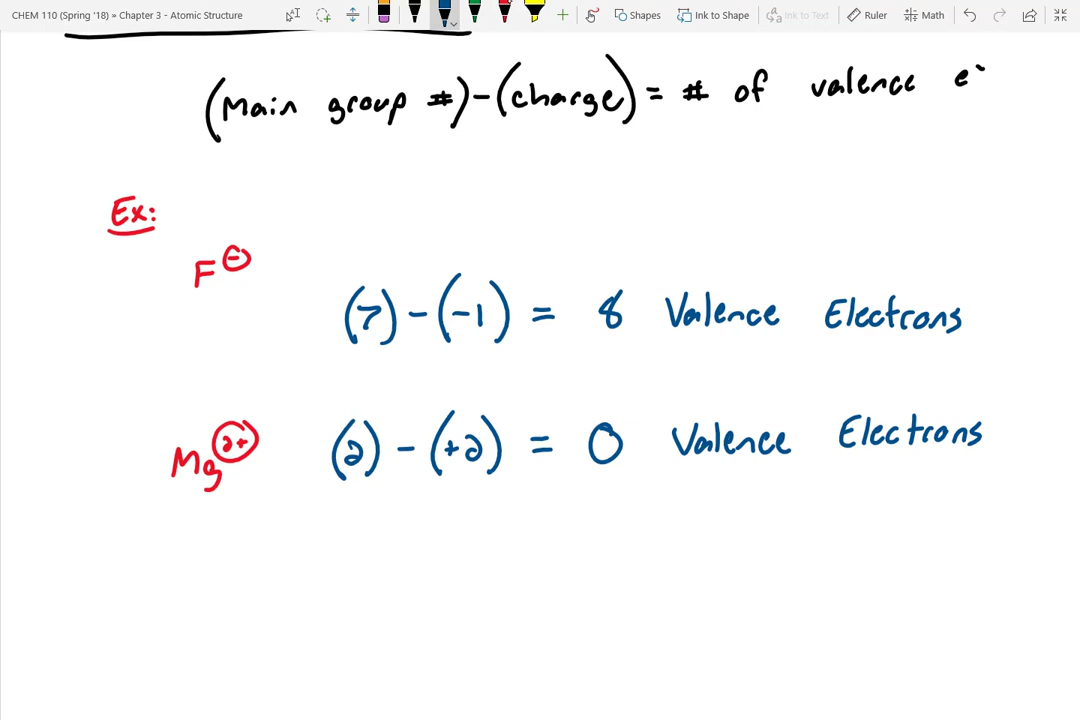 CHEM 110 (Spring '18) » Chapter 3 - Atomic Structure
Shapes Ink to Shape Ink to Text Ruler Math
(Main group #) - (charge) = # of valence e-
Ex:
F⊖
(7) - (-1) = 8 Valence Electrons
Mg2+ (2) - (+2) = 0 Valence Electrons